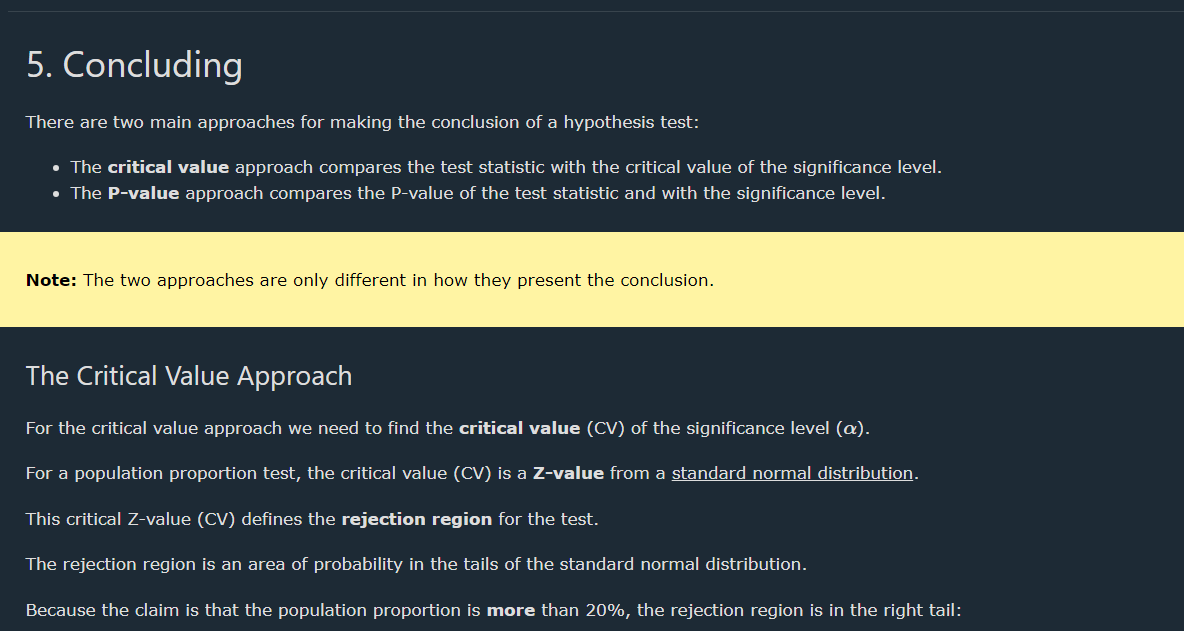 5. Concluding
There are two main approaches for making the conclusion of a hypothesis test:
• The critical value approach compares the test statistic with the critical value of the significance level.
• The P-value approach compares the P-value of the test statistic and with the significance level.
Note: The two approaches are only different in how they present the conclusion.
The Critical Value Approach
For the critical value approach we need to find the critical value (CV) of the significance level (α).
For a population proportion test, the critical value (CV) is a Z-value from a standard normal distribution.
This critical Z-value (CV) defines the rejection region for the test.
The rejection region is an area of probability in the tails of the standard normal distribution.
Because the claim is that the population proportion is more than 20%, the rejection region is in the right tail: